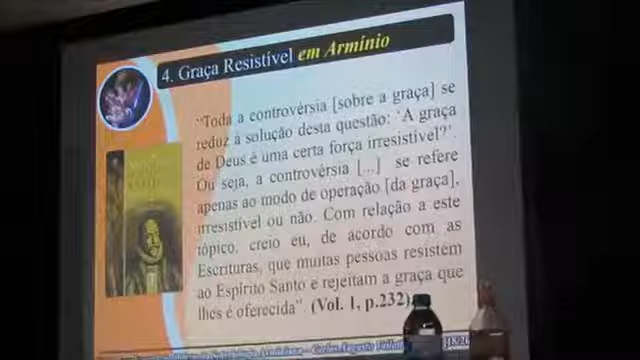 4. Graça Resistível em Armínio
“Toda a controvérsia [sobre a graça] se
reduz à solução desta questão: ‘A graça
de Deus é uma certa força irresistível?’.
Ou seja, a controvérsia [...] se refere
apenas ao modo de operação [da graça],
irresistível ou não. Com relação a este
tópico, creio eu, de acordo com as
Escrituras, que muitas pessoas resistem
ao Espírito Santo e rejeitam a graça que
lhes é oferecida” (Vol. 1, p.232).
Carlos Augusto